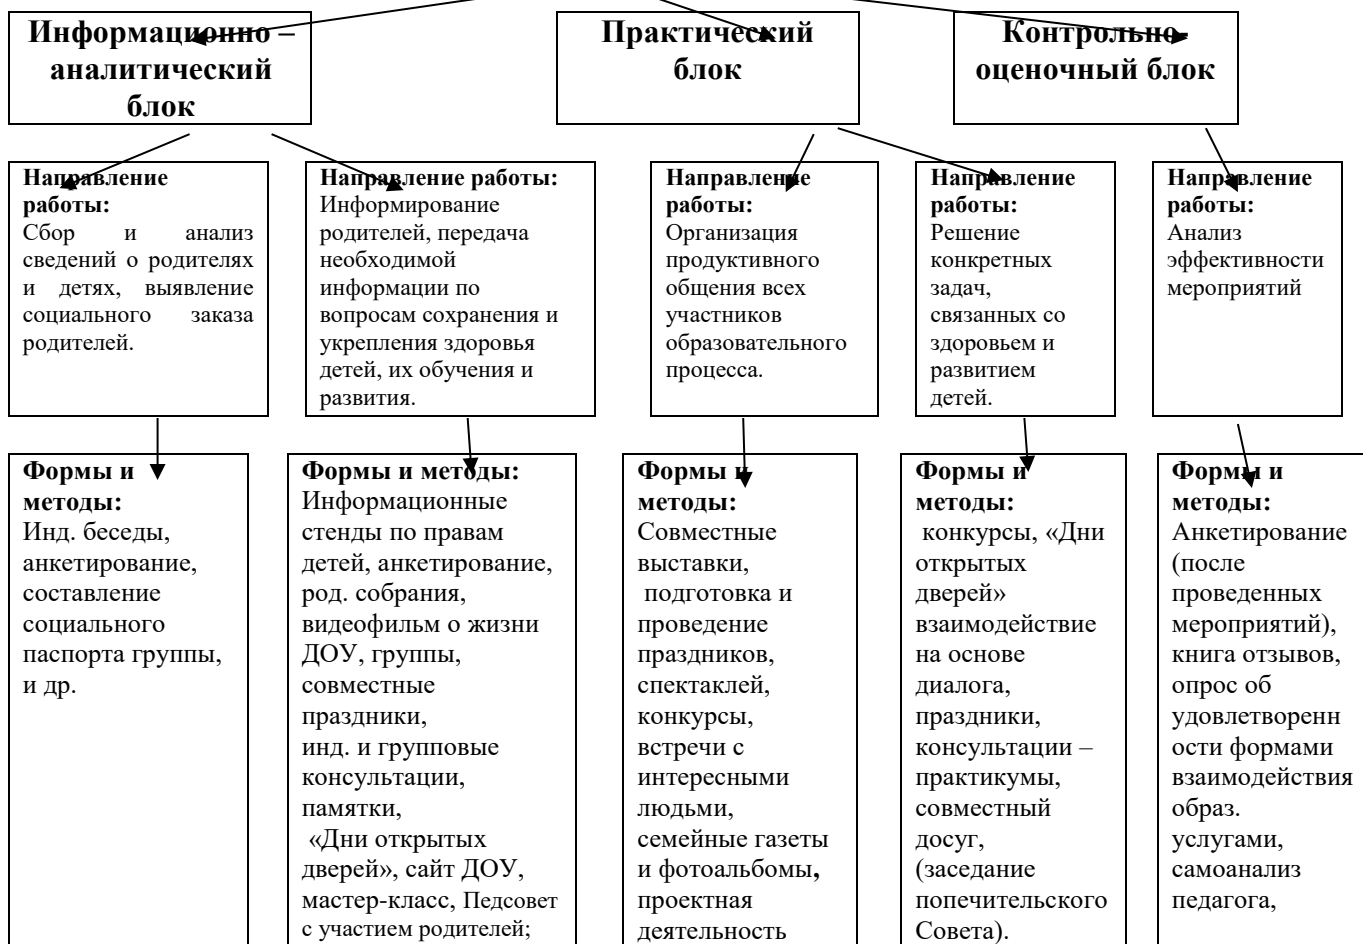 Информационно –
аналитический
блок
Практический
блок
Контрольно-
оценочный блок
Направление
работы:
Сбор и анализ
сведений о родителях
и детях, выявление
социального заказа
родителей.
Направление работы:
Информирование
родителей, передача
необходимой
информации по
вопросам сохранения и
укрепления здоровья
детей, их обучения и
развития.
Направление
работы:
Организация
продуктивного
общения всех
участников
образовательного
процесса.
Направление
работы:
Решение
конкретных
задач,
связанных со
здоровьем и
развитием
детей.
Направление
работы:
Анализ
эффективности
мероприятий
Формы и
методы:
Инд. беседы,
анкетирование,
составление
социального
паспорта группы,
и др.
Формы и методы:
Информационные
стенды по правам
детей, анкетирование,
род. собрания,
видеофильм о жизни
ДОУ, группы,
совместные
праздники,
инд. и групповые
консультации,
памятки,
«Дни открытых
дверей», сайт ДОУ,
мастер-класс, Педсовет
с участием родителей;
Формы и
методы:
Совместные
выставки,
подготовка и
проведение
праздников,
спектаклей,
конкурсы,
встречи с
интересными
людьми,
семейные газеты
и фотоальбомы,
проектная
деятельность
Формы и
методы:
конкурсы, «Дни
открытых
дверей»
взаимодействие
на основе
диалога,
праздники,
консультации –
практикумы,
совместный
досуг,
(заседание
попечительского
Совета).
Формы и
методы:
Анкетирование
(после
проведенных
мероприятий),
книга отзывов,
опрос об
удовлетворенн
ости формами
взаимодействия
образ.
услугами,
самоанализ
педагога,